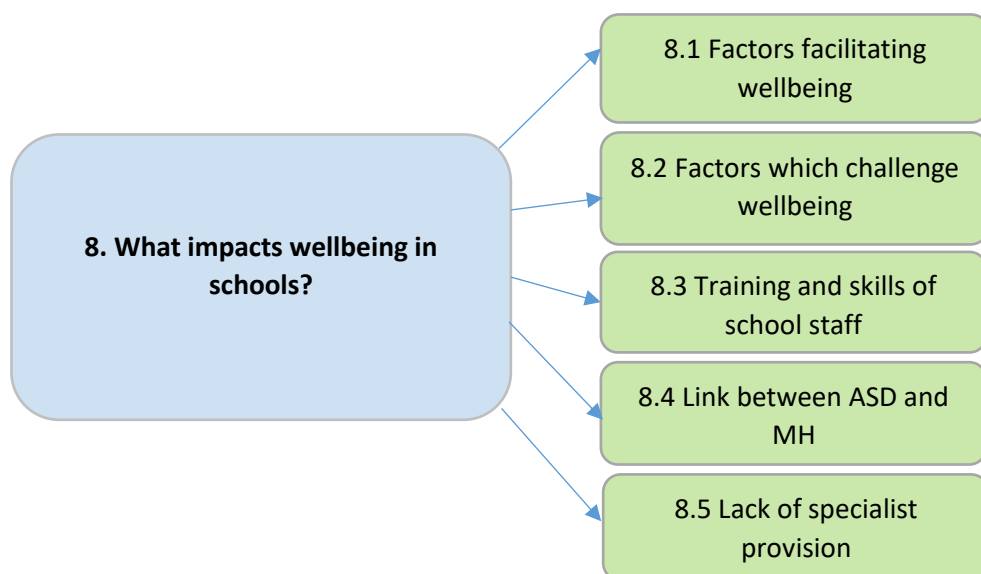 8. What impacts wellbeing in
schools?
8.1 Factors facilitating
wellbeing
8.2 Factors which challenge
wellbeing
8.3 Training and skills of
school staff
8.4 Link between ASD and
MH
8.5 Lack of specialist
provision